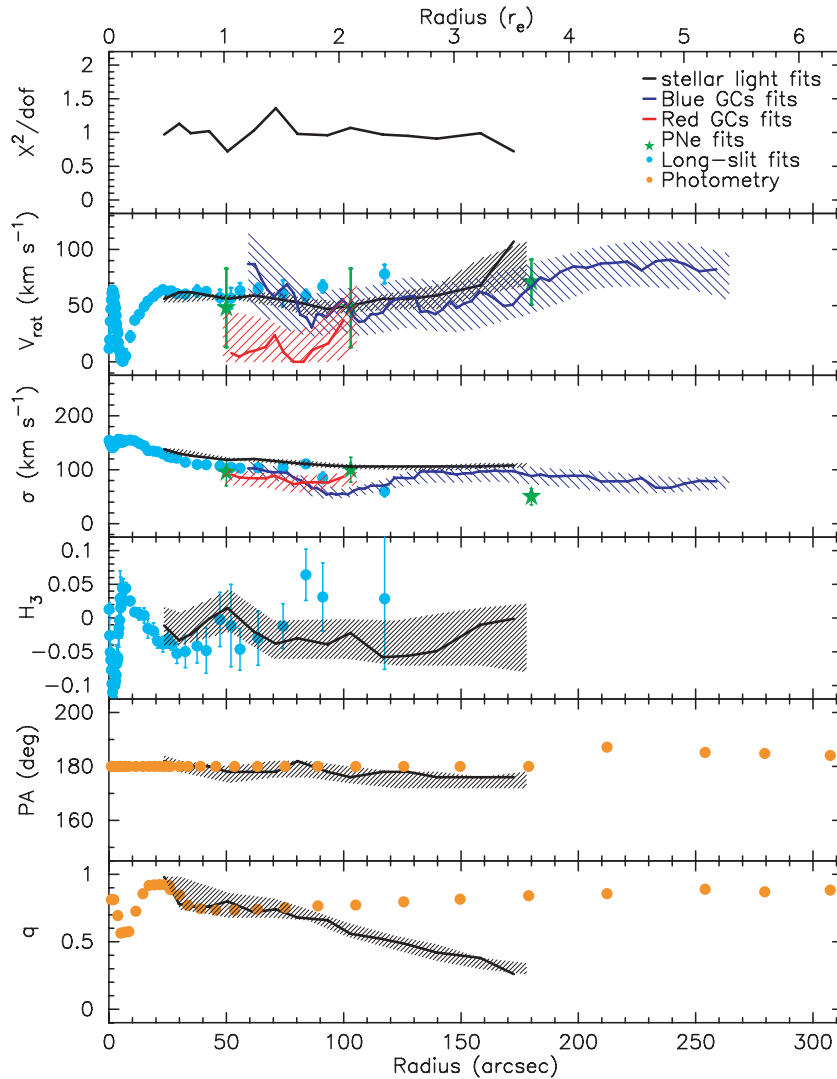 Radius (r_e)
0 1 2 3 4 5 6
χ²/dof
2
1.5
1
0.5
0
stellar light fits
Blue GCs fits
Red GCs fits
PNe fits
Long-slit fits
Photometry
V_rot (km s⁻¹)
100
50
0
σ (km s⁻¹)
200
100
0
H_3
0.1
0.05
0
-0.05
-0.1
PA (deg)
200
180
160
q
1
0.5
0
0 50 100 150 200 250 300
Radius (arcsec)